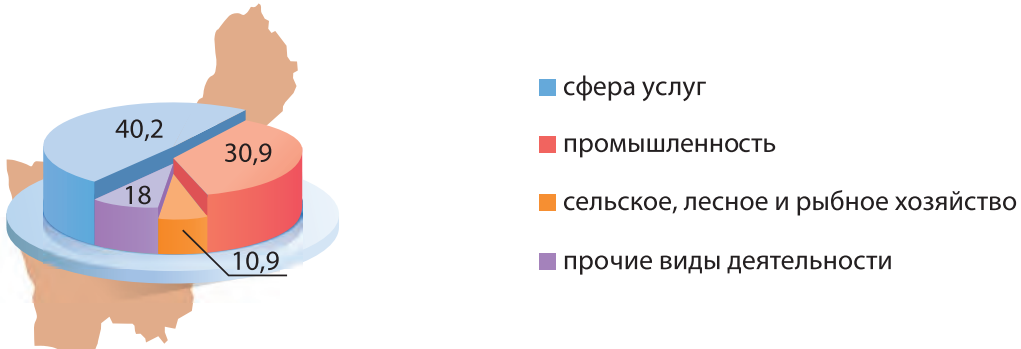 40,2
30,9
18
10,9
сфера услуг
промышленность
сельское, лесное и рыбное хозяйство
прочие виды деятельности